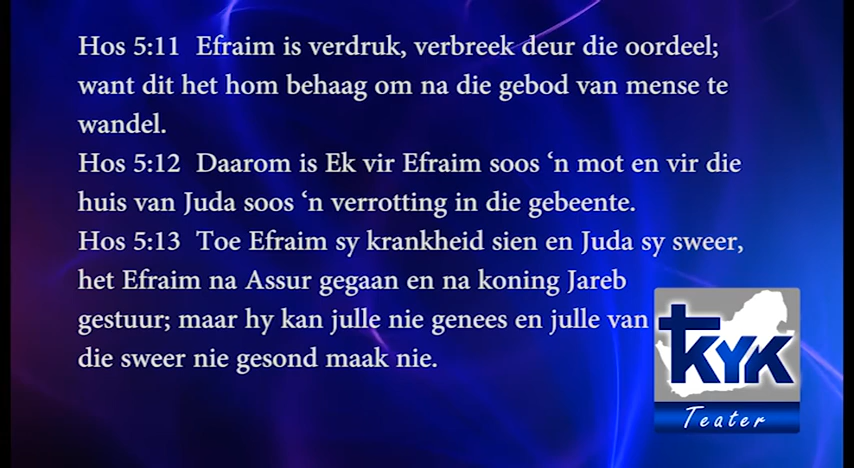 Hos 5:11  Efraim is verdruk, verbreek deur die oordeel;
want dit het hom behaag om na die gebod van mense te
wandel.
Hos 5:12  Daarom is Ek vir Efraim soos ‘n mot en vir die
huis van Juda soos ‘n verrotting in die gebeente.
Hos 5:13  Toe Efraim sy krankheid sien en Juda sy sweer,
het Efraim na Assur gegaan en na koning Jareb
gestuur; maar hy kan julle nie genees en julle van
die sweer nie gesond maak nie.
KYK
Teater